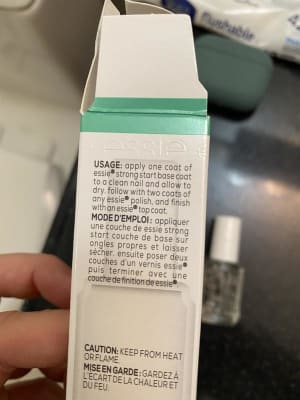 flushable
42
essie
USAGE: apply one coat of
essie® strong start base coat
to a clean nail and allow to
dry. follow with two coats of
any essie® polish, and finish
with an essie® top coat.
MODE D'EMPLOI: appliquer
une couche de essie strong
start couche de base sur
ongles propres et laisser
sécher. ensuite poser deux
couches d'un vernis essie®
puis terminer avec une
couche de finition de essie®
CAUTION: KEEP FROM HEAT
OR FLAME.
MISE EN GARDE: GARDEZ À
L'ÉCART DE LA CHALEUR ET
DU FEU.